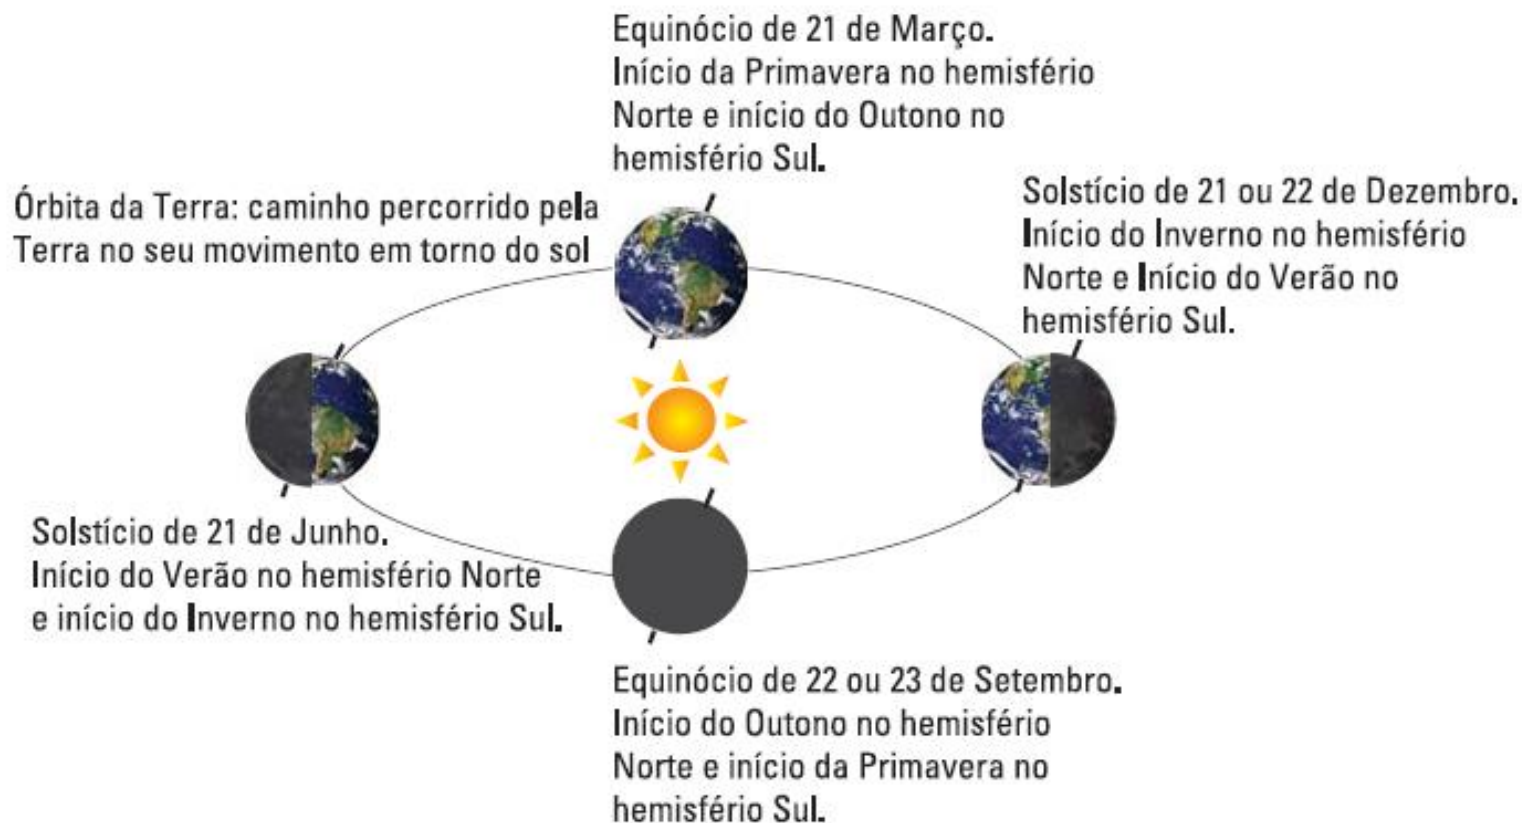 Equinócio de 21 de Março.
Início da Primavera no hemisfério
Norte e início do Outono no
hemisfério Sul.
Órbita da Terra: caminho percorrido pela
Terra no seu movimento em torno do sol
Solstício de 21 ou 22 de Dezembro.
Início do Inverno no hemisfério
Norte e Início do Verão no
hemisfério Sul.
Solstício de 21 de Junho.
Início do Verão no hemisfério Norte
e início do Inverno no hemisfério Sul.
Equinócio de 22 ou 23 de Setembro.
Início do Outono no hemisfério
Norte e início da Primavera no
hemisfério Sul.